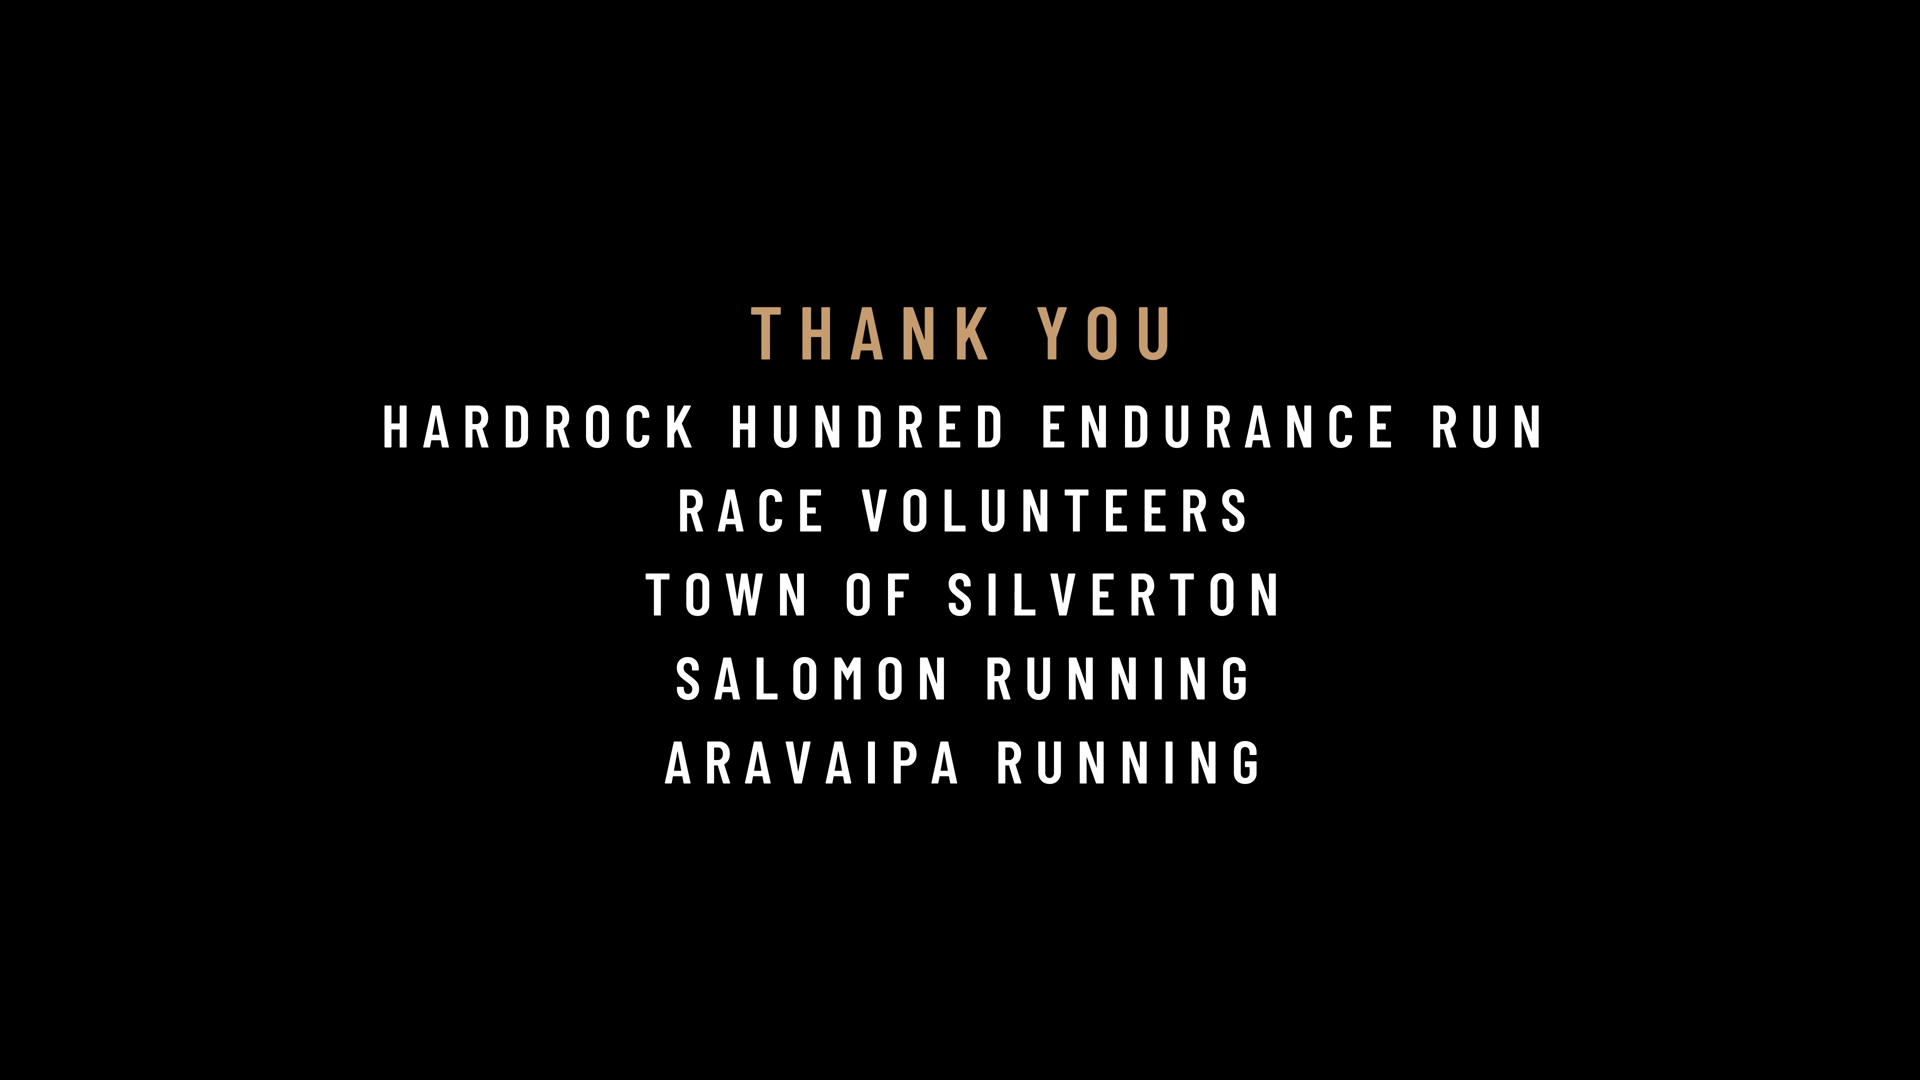 THANK YOU
HARDROCK HUNDRED ENDURANCE RUN
RACE VOLUNTEERS
TOWN OF SILVERTON
SALOMON RUNNING
ARAVAIPA RUNNING